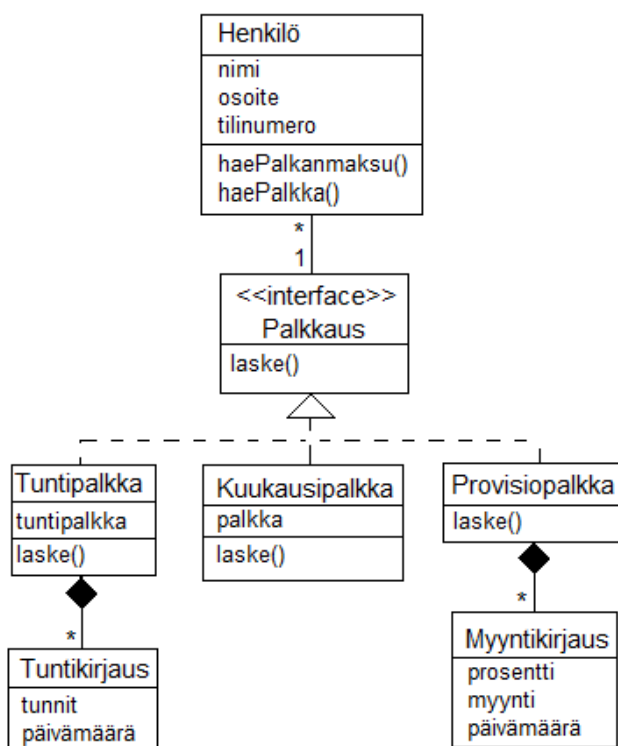 Henkilö
nimi
osoite
tilinumero
haePalkanmaksu()
haePalkka()
*
1
<<interface>>
Palkkaus
laske()
Tuntipalkka
tuntipalkka
laske()
Kuukausipalkka
palkka
laske()
Provisiopalkka
laske()
*
Tuntikirjaus
tunnit
päivämäärä
*
Myyntikirjaus
prosentti
myynti
päivämäärä